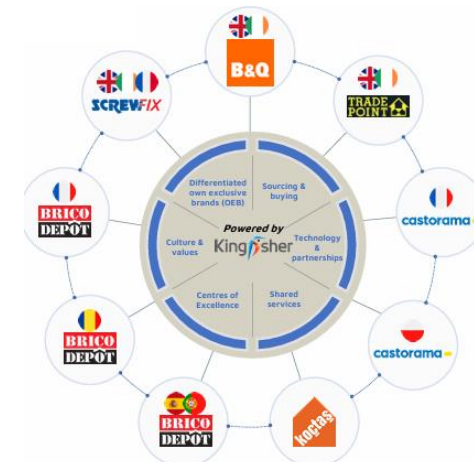 B&Q
SCREWFIX
TRADE
POINT
BRICO
DEPÔT
castorama
BRICO
DEPÔT
castorama
BRICO
DEPÔT
koçtaş
Differentiated
own exclusive
brands (OEB)
Sourcing &
buying
Powered by
Kingfisher
Culture &
values
Technology
&
partnerships
Centres of
Excellence
Shared
services